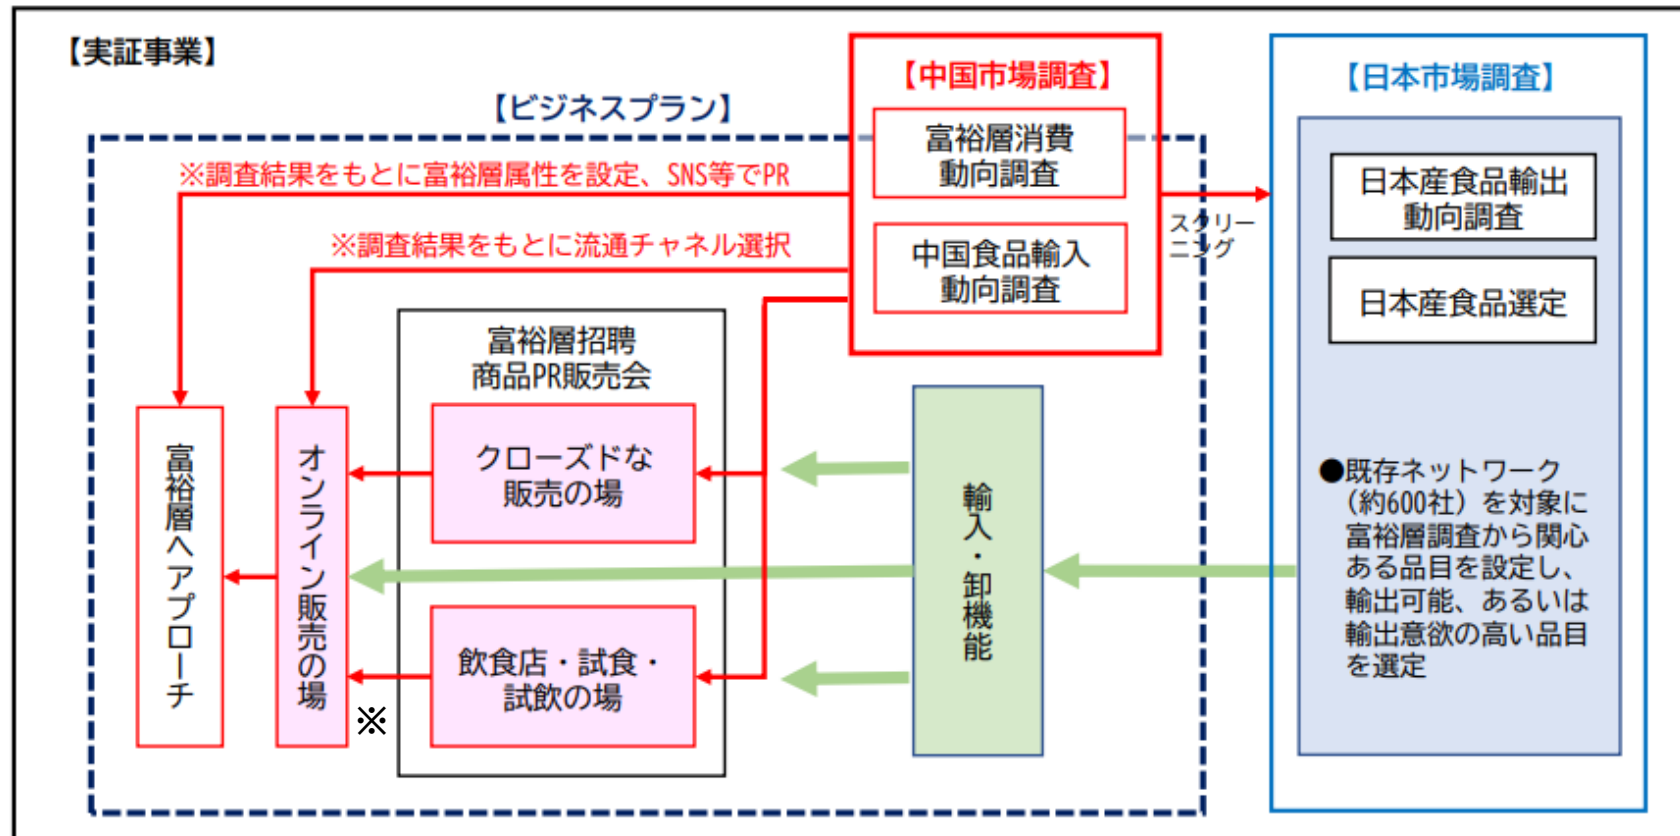 【実証事業】
【ビジネスプラン】
※調査結果をもとに富裕層属性を設定、SNS等でPR
※調査結果をもとに流通チャネル選択
【中国市場調査】
富裕層消費
動向調査
中国食品輸入
動向調査
スクリー
ニング
【日本市場調査】
日本産食品輸出
動向調査
日本産食品選定
●既存ネットワーク
（約600社）を対象に
富裕層調査から関心
ある品目を設定し、
輸出可能、あるいは
輸出意欲の高い品目
を選定
富裕層招聘
商品PR販売会
クローズドな
販売の場
飲食店・試食・
試飲の場
輸入・卸機能
オンライン販売の場
※
富裕層へアプローチ